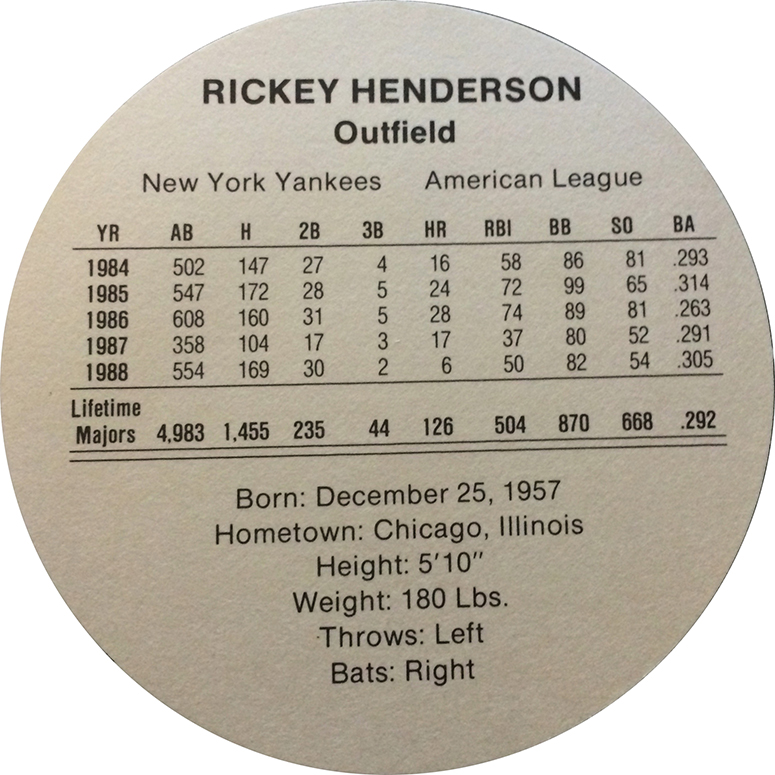 RICKEY HENDERSON
Outfield
New York Yankees American League
YR AB H 2B 3B HR RBI BB SO BA
1984 502 147 27 4 16 58 86 81 .293
1985 547 172 28 5 24 72 99 65 .314
1986 608 160 31 5 28 74 89 81 .263
1987 358 104 17 3 17 37 80 52 .291
1988 554 169 30 2 6 50 82 54 .305
Lifetime
Majors 4,983 1,455 235 44 126 504 870 668 .292
Born: December 25, 1957
Hometown: Chicago, Illinois
Height: 5'10"
Weight: 180 Lbs.
Throws: Left
Bats: Right